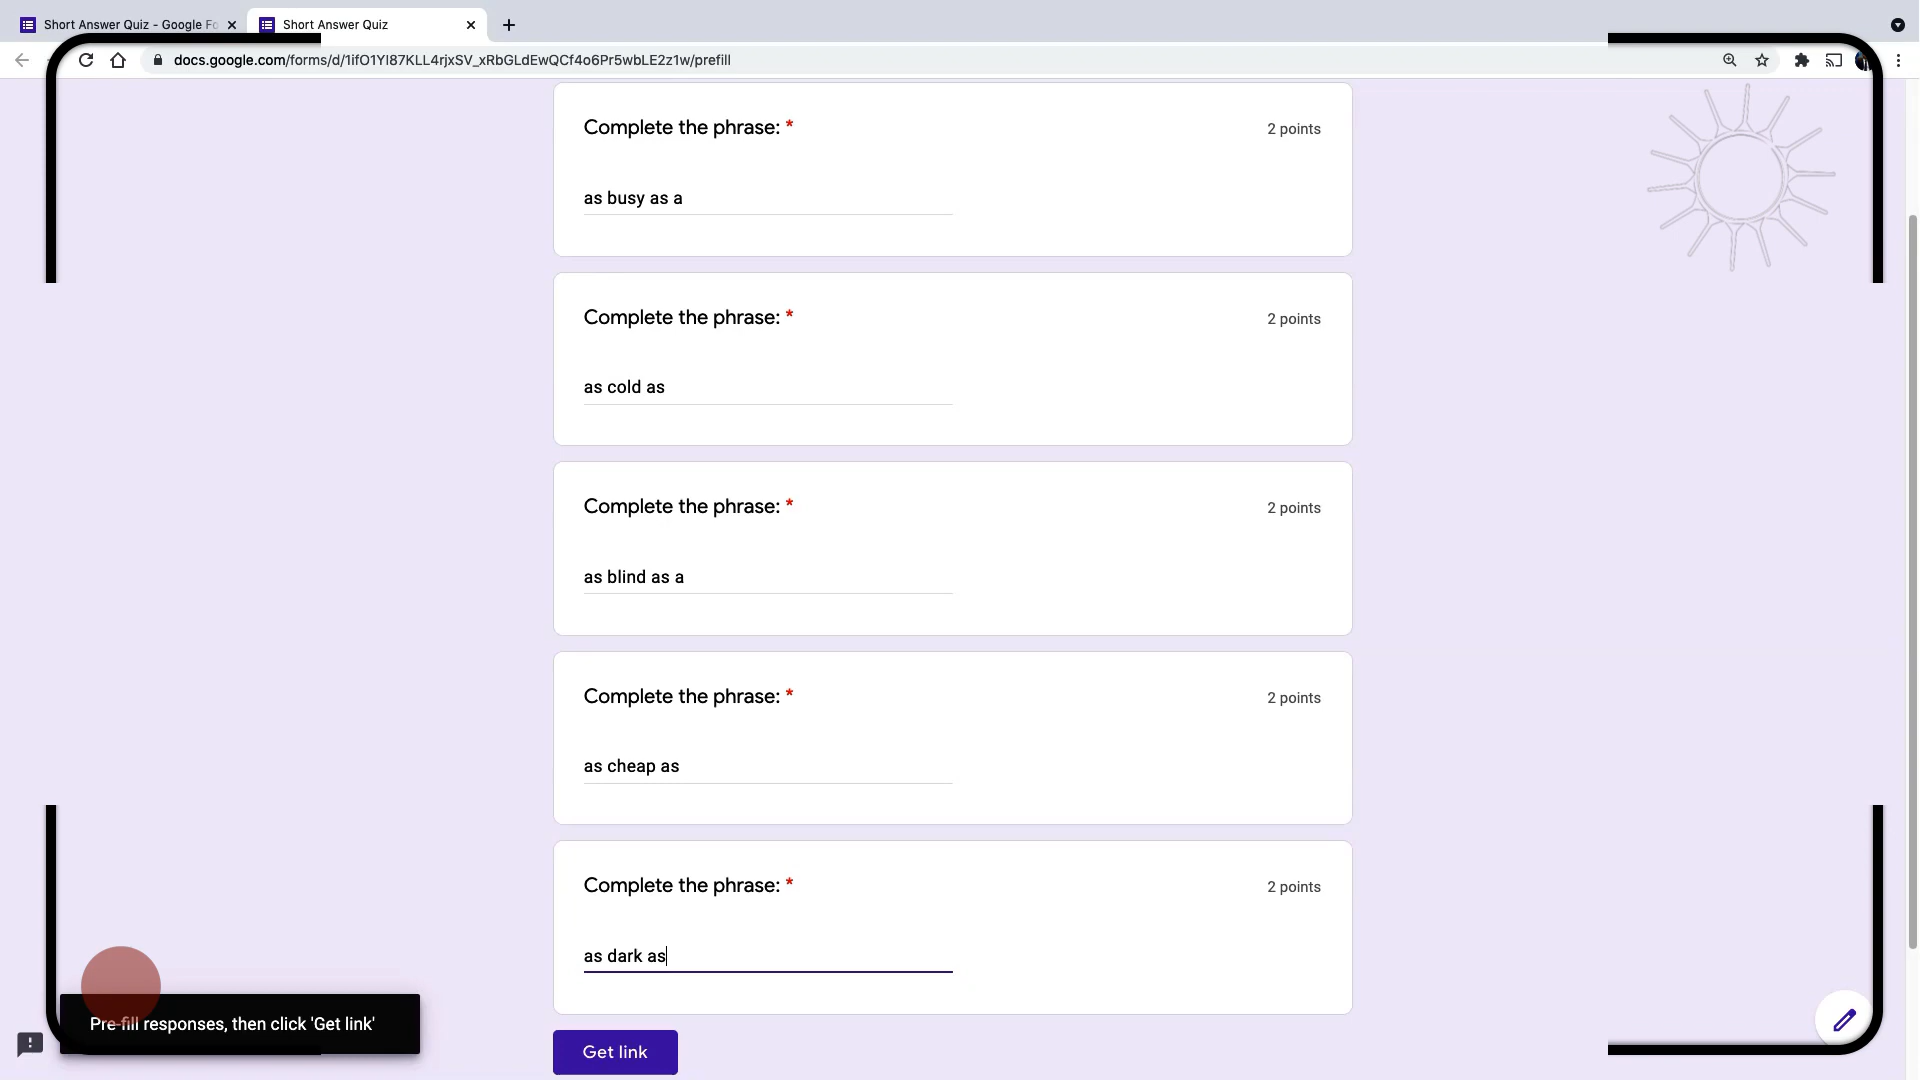 Short Answer Quiz - Google Fo
Short Answer Quiz
docs.google.com/forms/d/1ifO1YI87KLL4rjxSV_xRbGLdEwQCf4o6Pr5wbLE2z1w/prefill
Complete the phrase: *
2 points
as busy as a
Complete the phrase: *
2 points
as cold as
Complete the phrase: *
2 points
as blind as a
Complete the phrase: *
2 points
as cheap as
Complete the phrase: *
2 points
as dark as
Pre-fill responses, then click 'Get link'
Get link